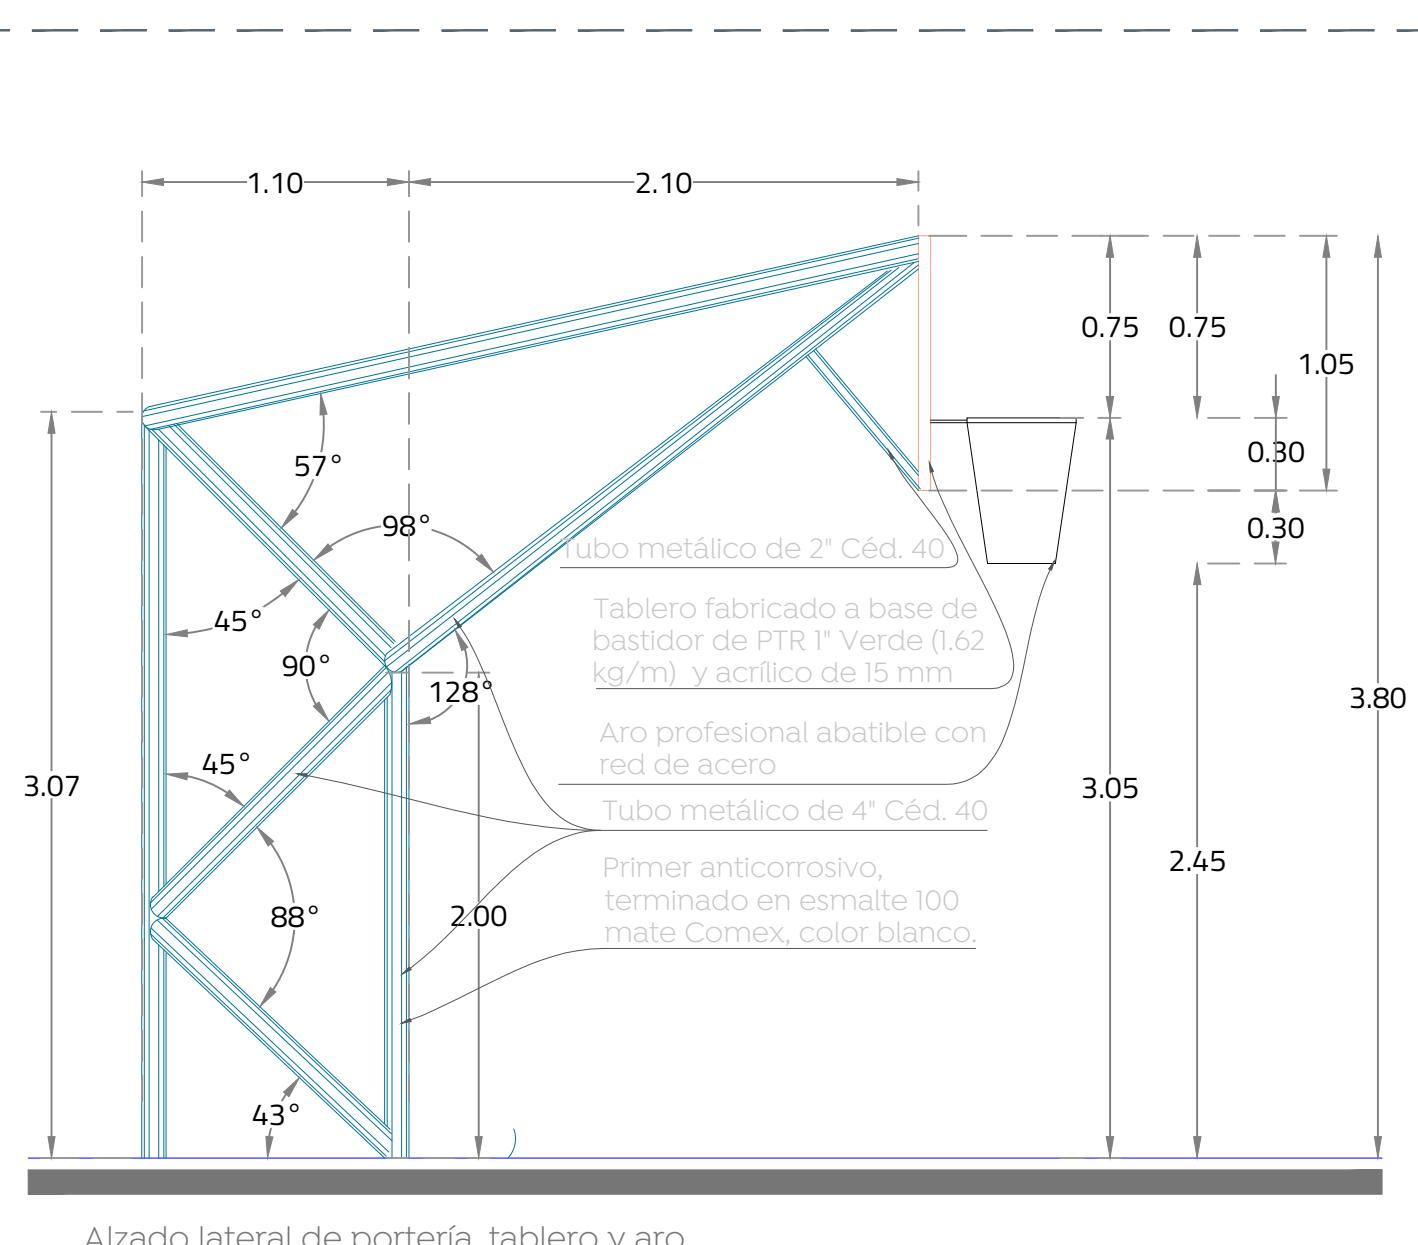 1.10
2.10
0.75
0.75
1.05
0.30
57°
98°
0.30
Tubo metálico de 2" Céd. 40
45°
Tablero fabricado a base de
bastidor de PTR 1" Verde (1.62
kg/m) y acrílico de 15 mm
90°
128°
3.80
Aro profesional abatible con
red de acero
45°
3.07
3.05
Tubo metálico de 4" Céd. 40
2.45
Primer anticorrosivo,
terminado en esmalte 100
mate Comex, color blanco.
88°
2.00
43°
Alzado lateral de portería, tablero y aro